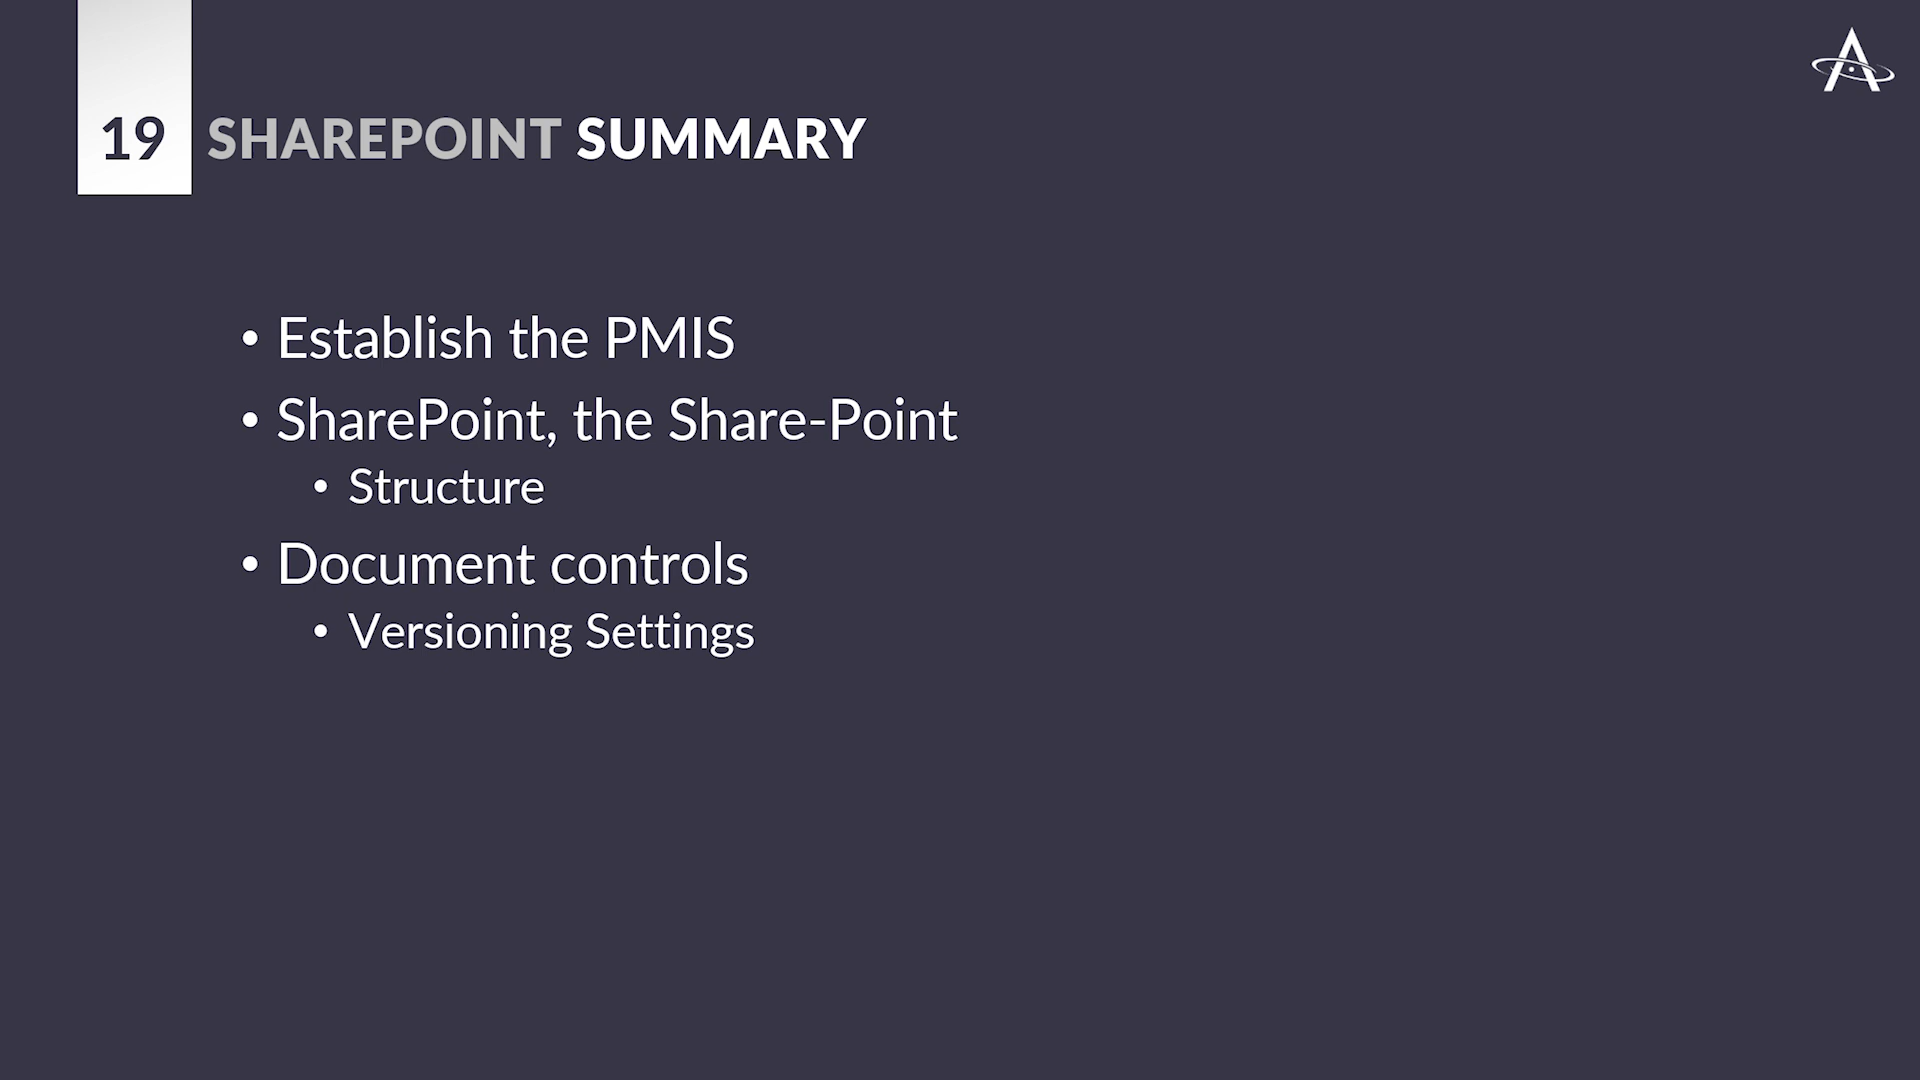 19 SHAREPOINT SUMMARY
• Establish the PMIS
• SharePoint, the Share-Point
• Structure
• Document controls
• Versioning Settings